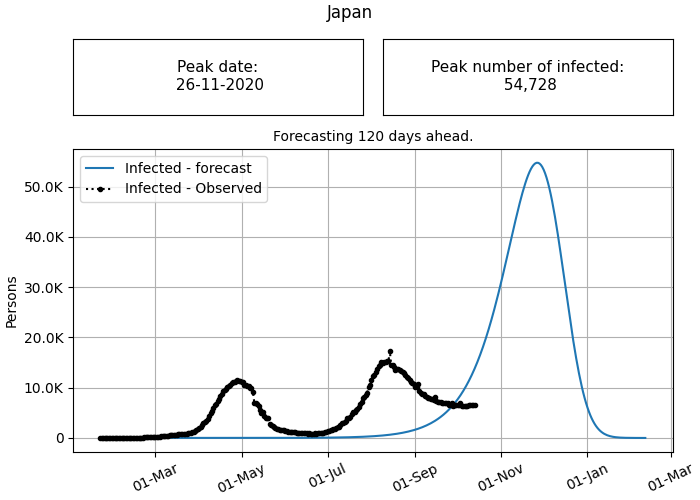 Japan
Peak date:
26-11-2020
Peak number of infected:
54,728
Forecasting 120 days ahead.
Infected - forecast
Infected - Observed
50.0K
40.0K
30.0K
20.0K
10.0K
0
Persons
01-Mar
01-May
01-Jul
01-Sep
01-Nov
01-Jan
01-Mar